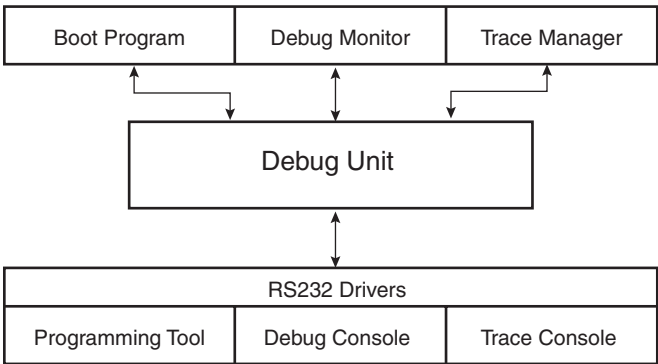 Boot Program
Debug Monitor
Trace Manager
Debug Unit
RS232 Drivers
Programming Tool
Debug Console
Trace Console